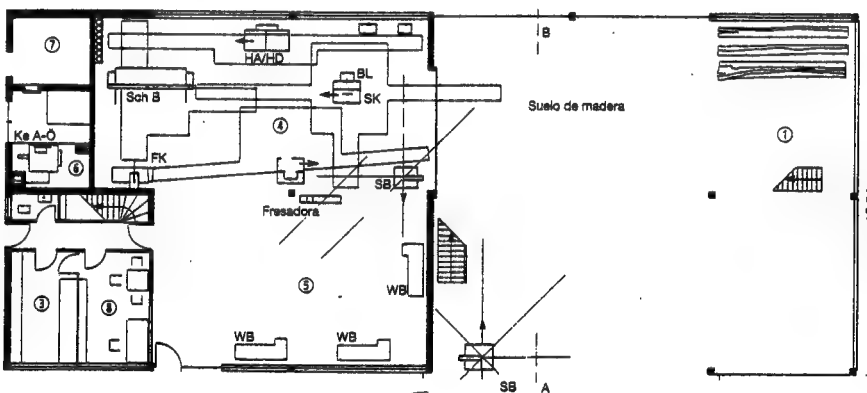 B
⑦
HA/HD
BL
SK
Sch B
Suelo de madera
④
①
Ke A-Ö
FK
⑥
SB
Fresadora
③
⑧
⑤
WB
WB
WB
SB
A